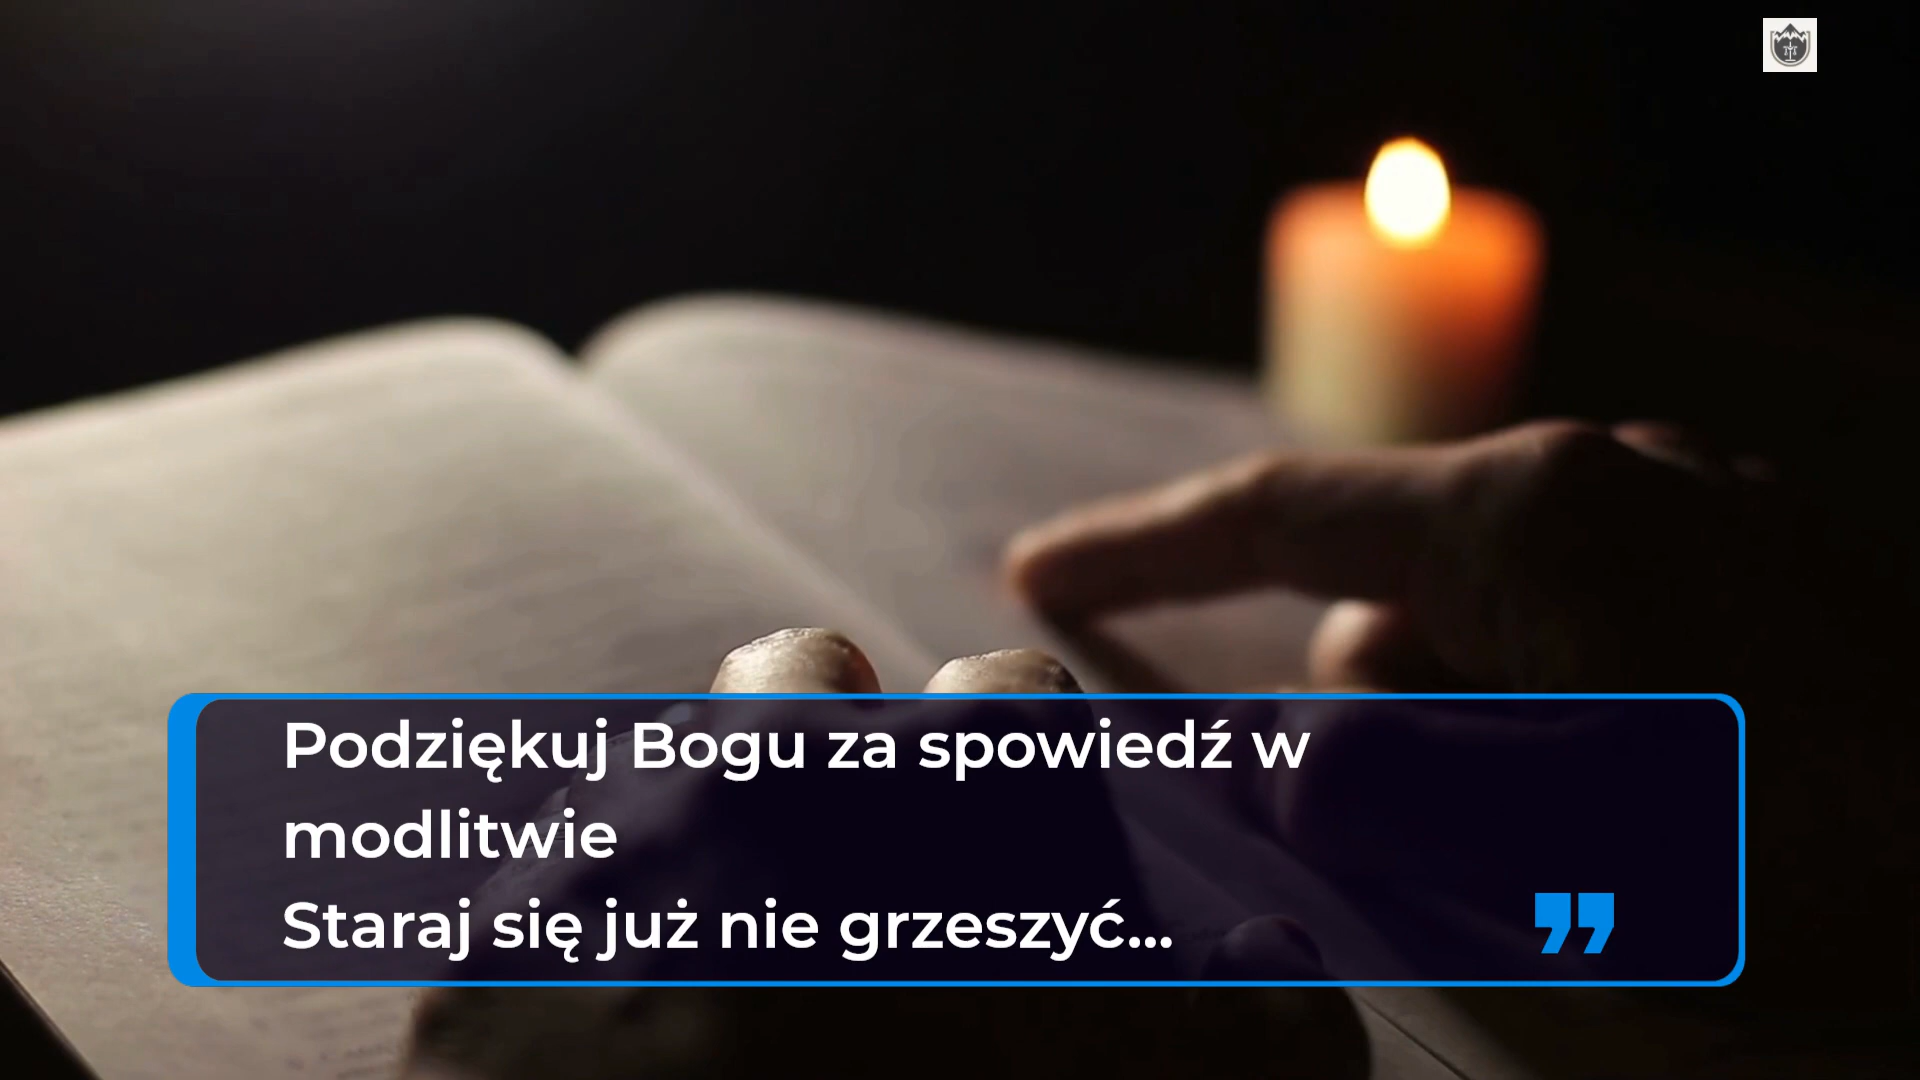 Podziękuj Bogu za spowiedź w
modlitwie
Staraj się już nie grzeszyć...